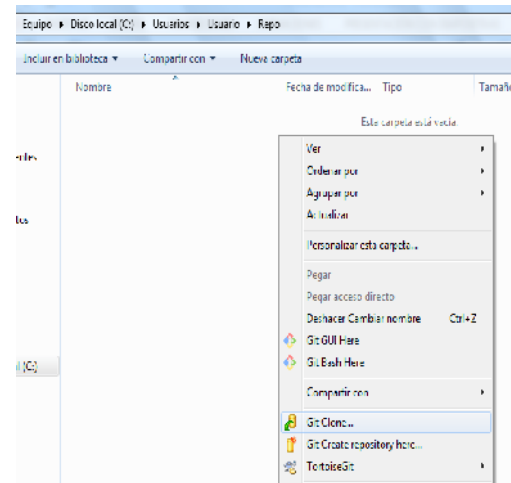 Equipo ▸ Disco local (C:) ▸ Usuarios ▸ Usuario ▸ Repo
Incluir en biblioteca ▾ Compartir con ▾ Nueva carpeta
Nombre Fecha de modifica... Tipo Tamaño
Esta carpeta está vacía.
Ver
Ordenar por
Agrupar por
Actualizar
Personalizar esta carpeta...
Pegar
Pegar acceso directo
Deshacer Cambiar nombre Ctrl+Z
Git GUI Here
Git Bash Here
Compartir con
(C:)
Git Clone...
Git Create repository here...
TortoiseGit